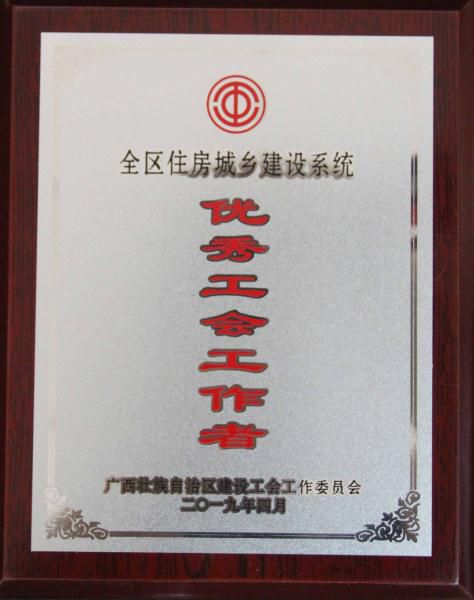 全区住房城乡建设系统
优秀工会工作者
广西壮族自治区建设工会工作委员会
二〇一九年四月